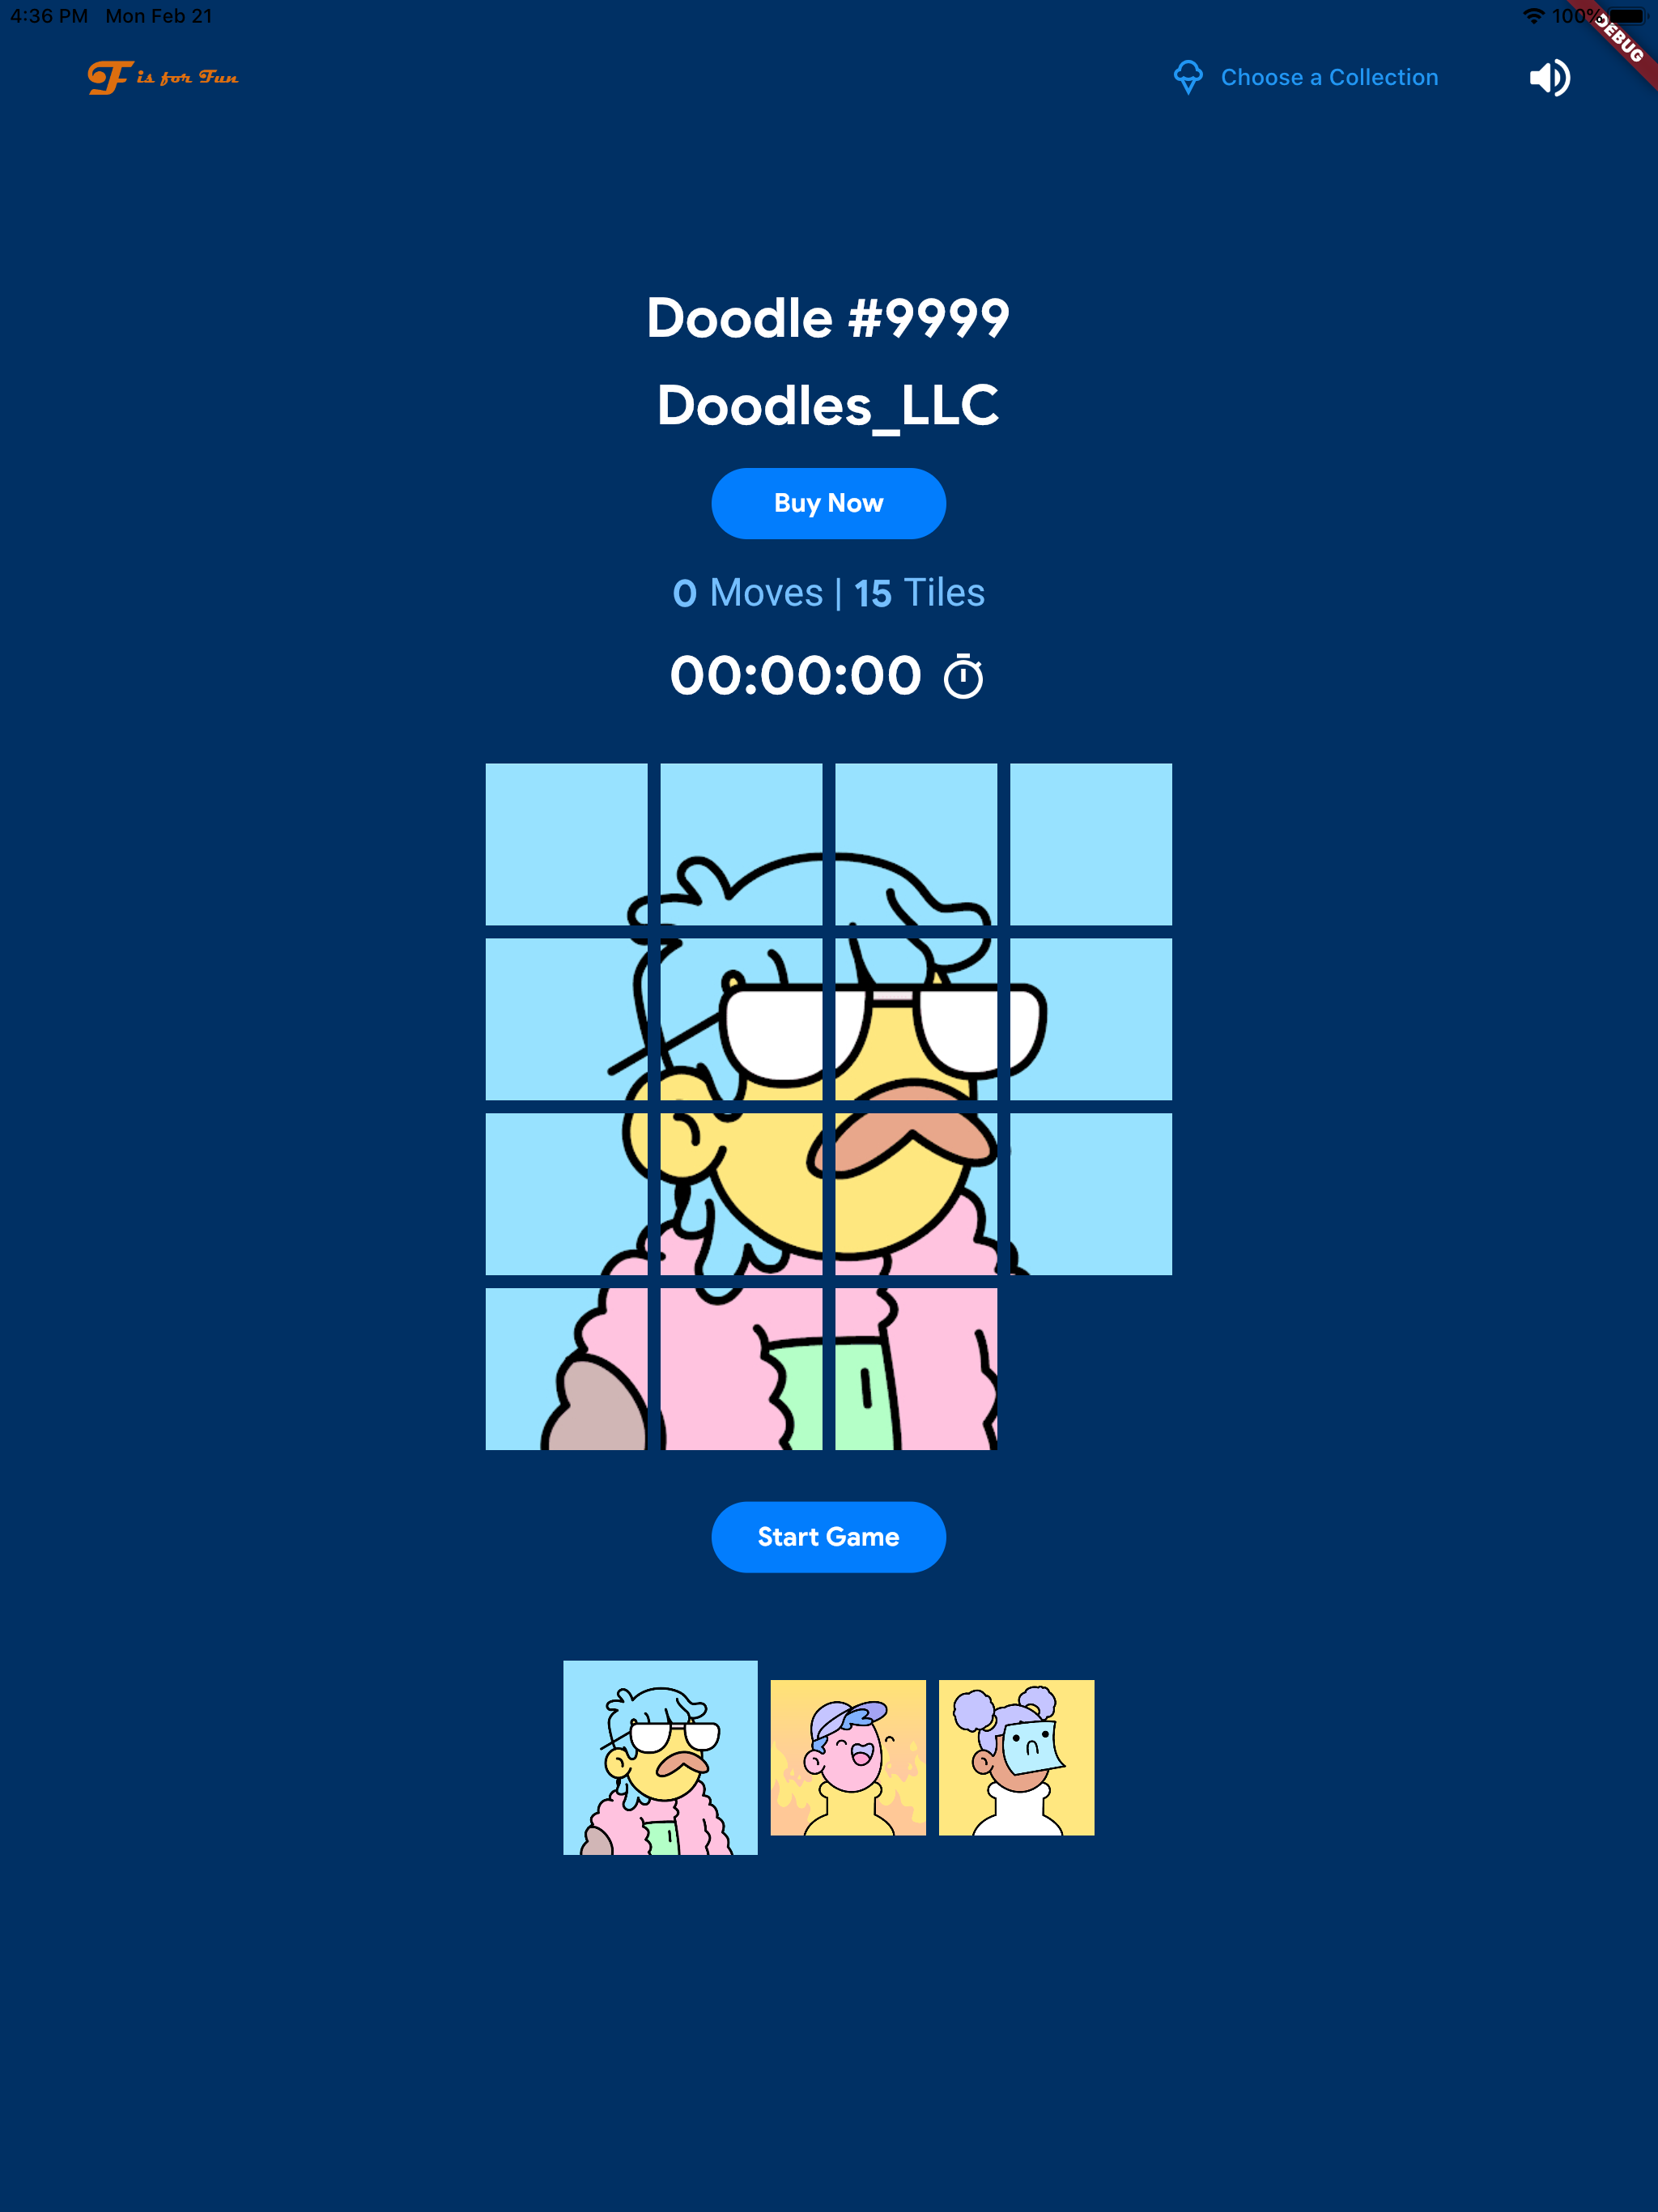 4:36 PM Mon Feb 21
100%
DEBUG
F is for Fun
Choose a Collection
Doodle #9999
Doodles_LLC
Buy Now
0 Moves | 15 Tiles
00:00:00
Start Game